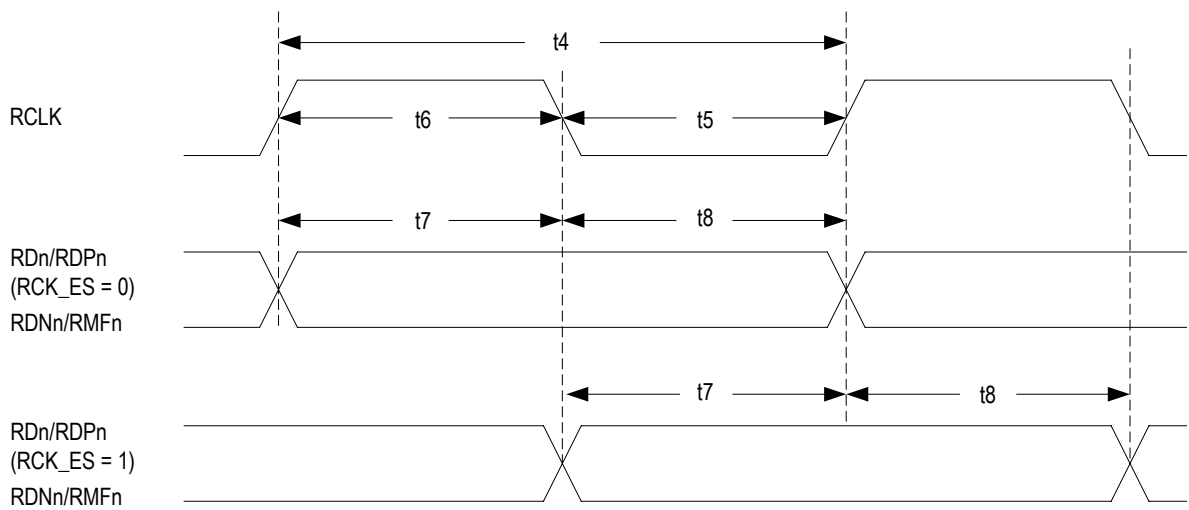 t4
RCLK
t6
t5
t7
t8
RDn/RDPn
(RCK_ES = 0)
RDNn/RMFn
t7
t8
RDn/RDPn
(RCK_ES = 1)
RDNn/RMFn